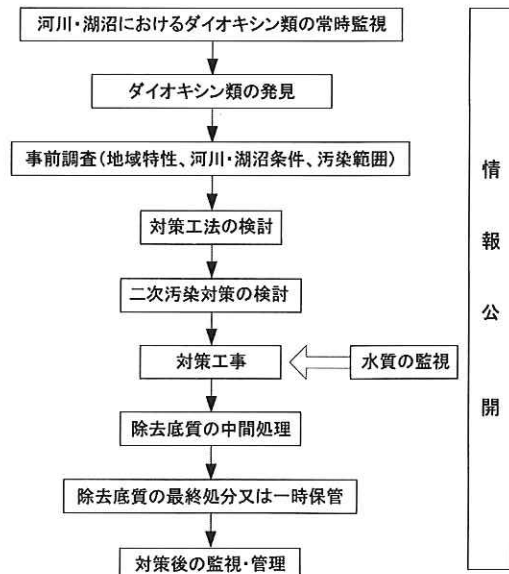 河川・湖沼におけるダイオキシン類の常時監視
ダイオキシン類の発見
事前調査(地域特性、河川・湖沼条件、汚染範囲)
対策工法の検討
二次汚染対策の検討
対策工事
水質の監視
除去底質の中間処理
除去底質の最終処分又は一時保管
対策後の監視・管理
情報公開